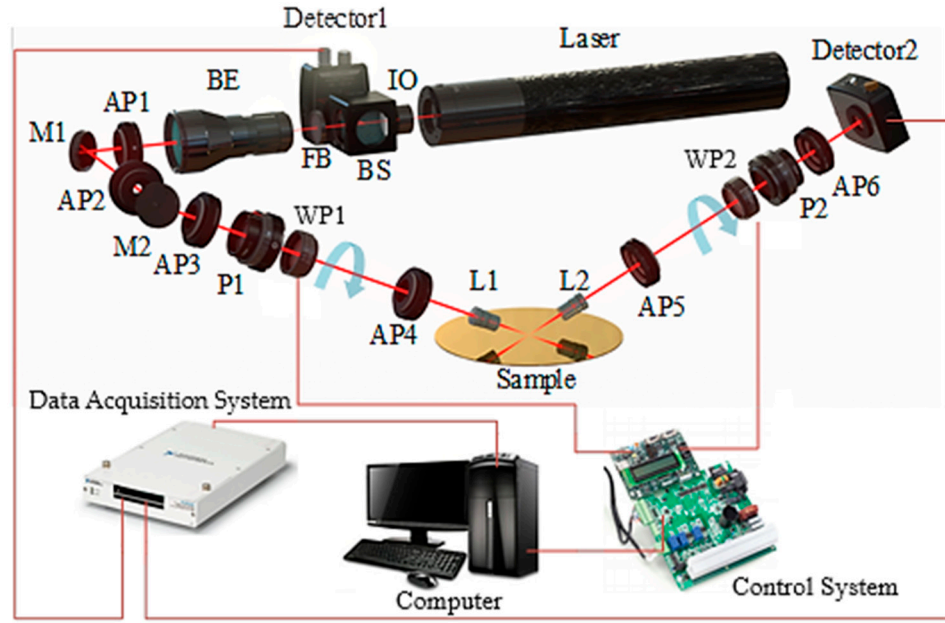 Detector1
Laser
Detector2
BE
IO
AP1
M1
FB
BS
WP2
AP6
P2
AP2
M2
AP3
WP1
P1
L1
L2
AP5
AP4
Sample
Data Acquisition System
Computer
Control System